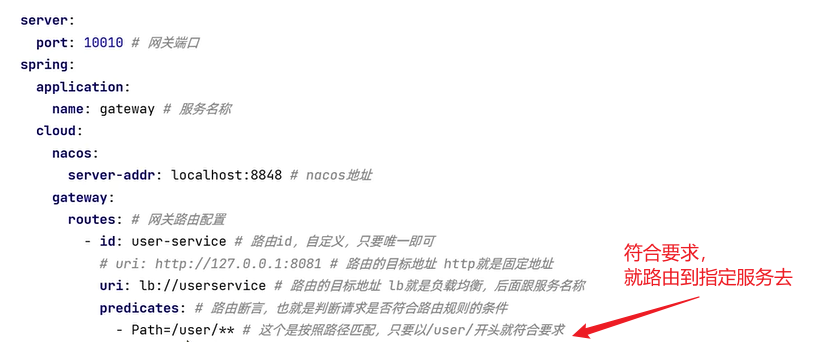 server:
port: 10010 # 网关端口
spring:
application:
name: gateway # 服务名称
cloud:
nacos:
server-addr: localhost:8848 # nacos地址
gateway:
routes: # 网关路由配置
- id: user-service # 路由id，自定义，只要唯一即可
# uri: http://127.0.0.1:8081 # 路由的目标地址 http就是固定地址
uri: lb://userservice # 路由的目标地址 lb就是负载均衡，后面跟服务名称
predicates: # 路由断言，也就是判断请求是否符合路由规则的条件
- Path=/user/** # 这个是按照路径匹配，只要以/user/开头就符合要求
符合要求，
就路由到指定服务去